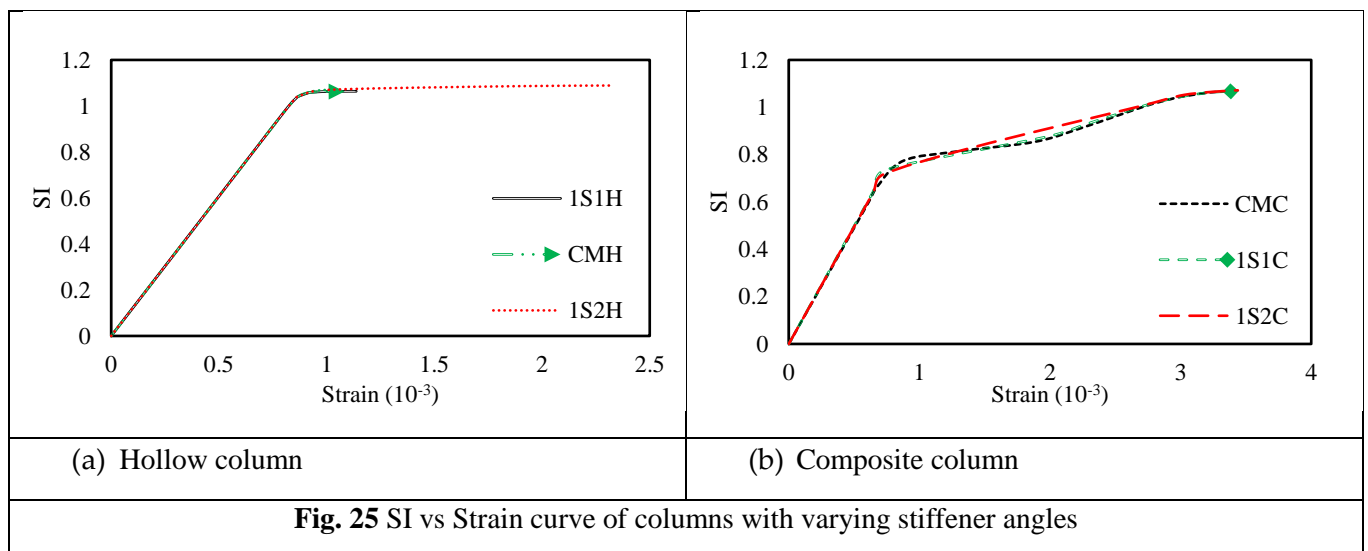 1.2
1
0.8
0.6
0.4
0.2
0
SI
0 0.5 1 1.5 2 2.5
Strain (10-3)
1S1H
CMH
1S2H
1.2
1
0.8
0.6
0.4
0.2
0
SI
0 1 2 3 4
Strain (10-3)
CMC
1S1C
1S2C
(a) Hollow column
(b) Composite column
Fig. 25 SI vs Strain curve of columns with varying stiffener angles